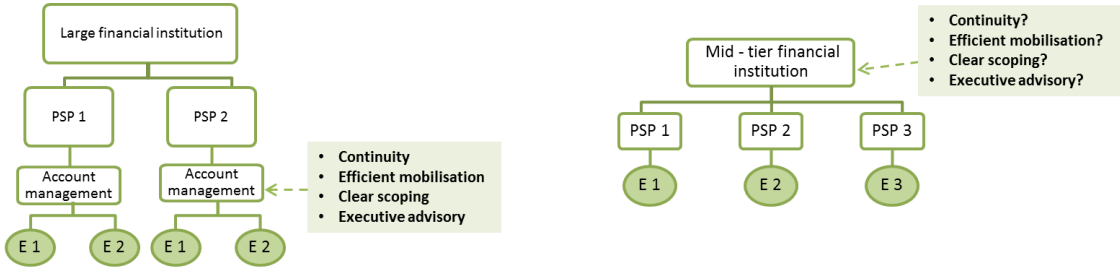 Large financial institution
PSP 1
PSP 2
Account
management
Account
management
E 1
E 2
E 1
E 2
• Continuity
• Efficient mobilisation
• Clear scoping
• Executive advisory
Mid - tier financial
institution
PSP 1
PSP 2
PSP 3
E 1
E 2
E 3
• Continuity?
• Efficient mobilisation?
• Clear scoping?
• Executive advisory?